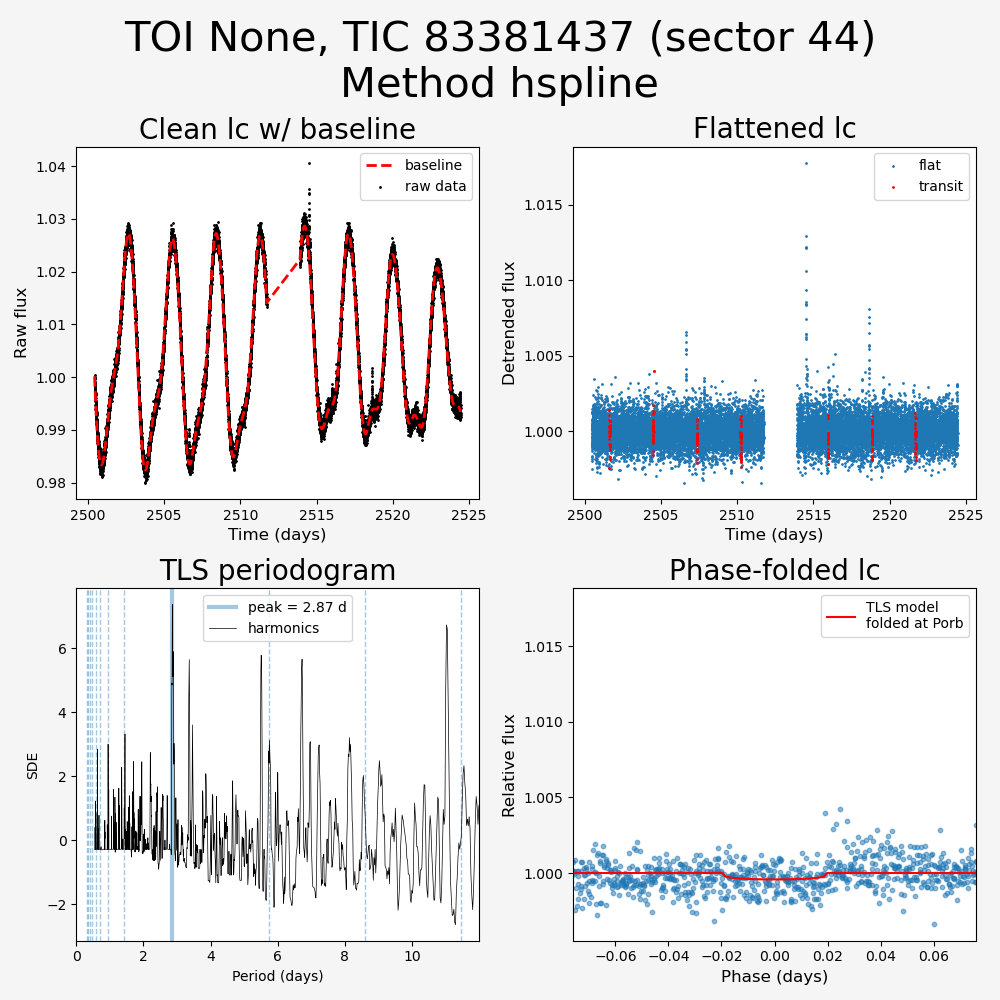 TOI None, TIC 83381437 (sector 44)
Method hspline
Clean lc w/ baseline
Raw flux
1.04
1.03
1.02
1.01
1.00
0.99
0.98
baseline
raw data
2500
2505
2510
2515
2520
2525
Time (days)
Flattened lc
Detrended flux
1.015
1.010
1.005
1.000
flat
transit
2500
2505
2510
2515
2520
2525
Time (days)
TLS periodogram
SDE
6
4
2
0
−2
peak = 2.87 d
harmonics
0
2
4
6
8
10
Period (days)
Phase-folded lc
Relative flux
1.015
1.010
1.005
1.000
TLS model
folded at Porb
−0.06
−0.04
−0.02
0.00
0.02
0.04
0.06
Phase (days)